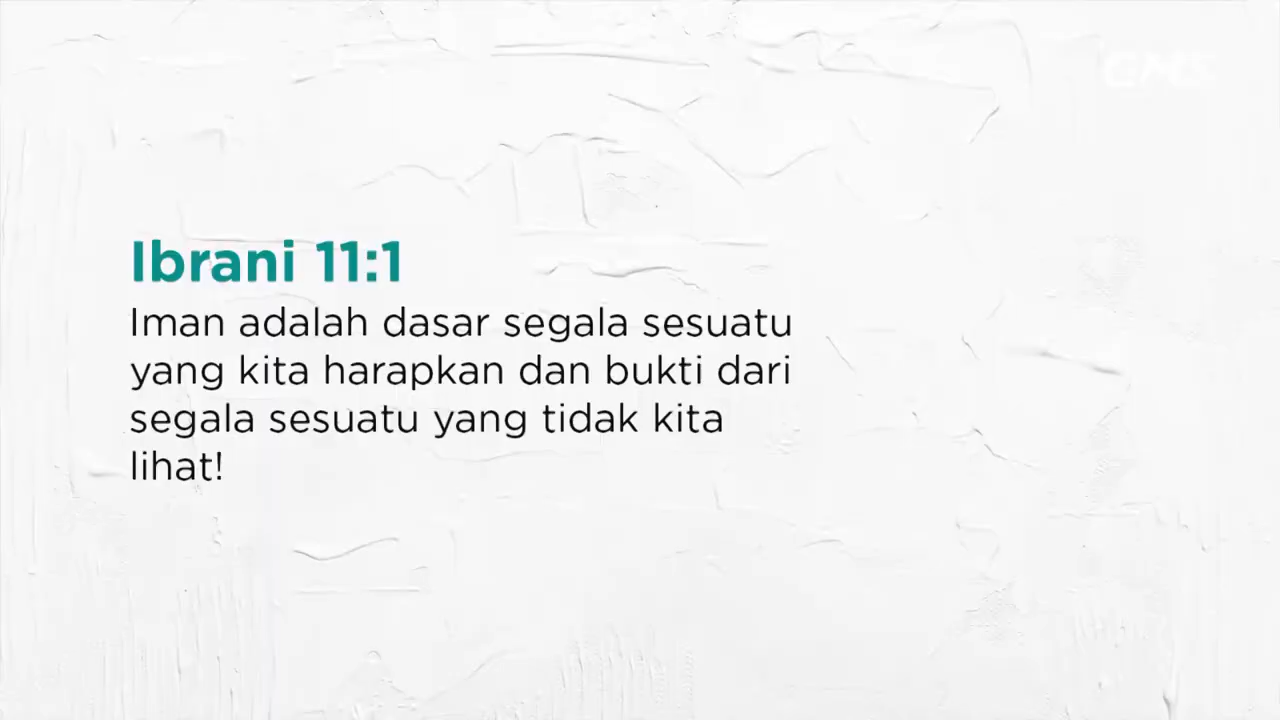 CMS
Ibrani 11:1
Iman adalah dasar segala sesuatu
yang kita harapkan dan bukti dari
segala sesuatu yang tidak kita
lihat!